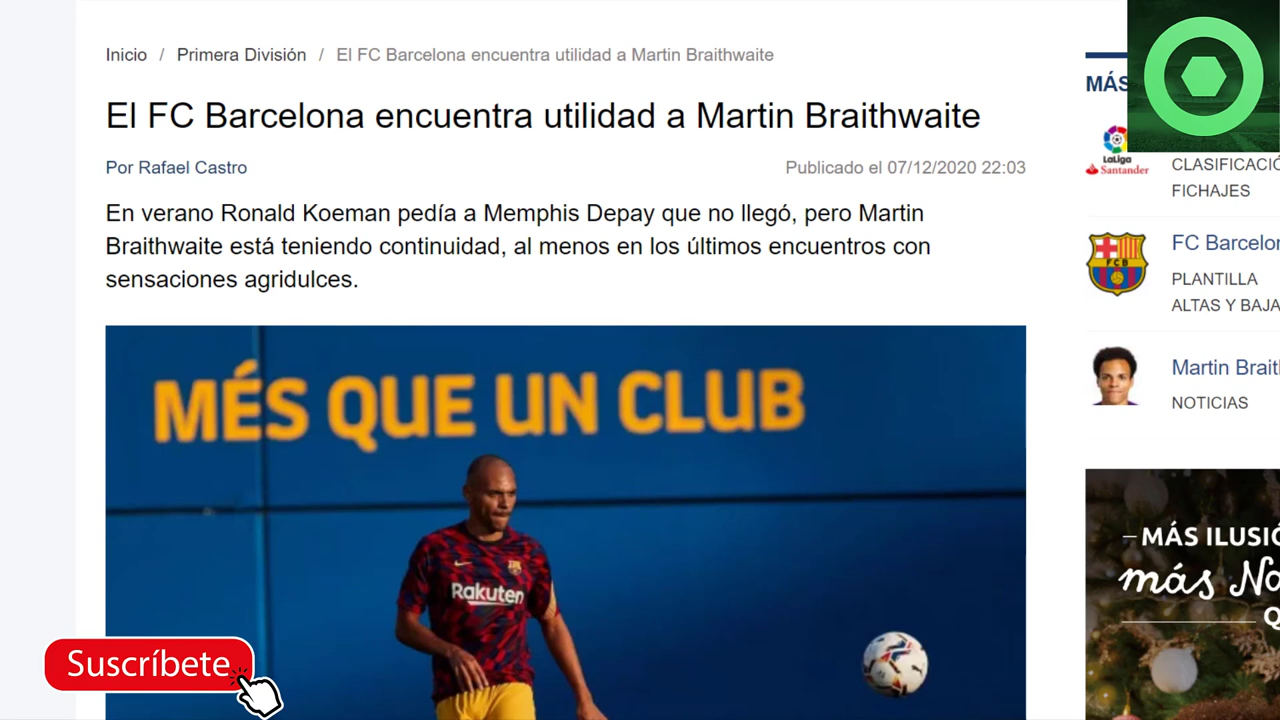 Inicio / Primera División / El FC Barcelona encuentra utilidad a Martin Braithwaite
El FC Barcelona encuentra utilidad a Martin Braithwaite
Por Rafael Castro
Publicado el 07/12/2020 22:03
En verano Ronald Koeman pedía a Memphis Depay que no llegó, pero Martin
Braithwaite está teniendo continuidad, al menos en los últimos encuentros con
sensaciones agridulces.
MÉS QUE UN CLUB
Rakuten
Suscríbete
MÁS
LaLiga
Santander
CLASIFICACIÓ
FICHAJES
FCB
FC Barcelon
PLANTILLA
ALTAS Y BAJA
Martin Brait
NOTICIAS
MÁS ILUSIÓ
más No
Q